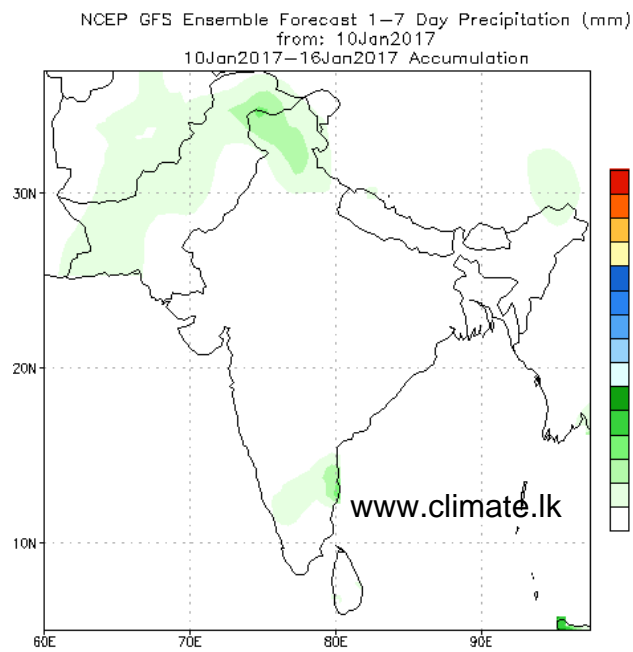 NCEP GFS Ensemble Forecast 1-7 Day Precipitation (mm)
from: 10Jan2017
10Jan2017-16Jan2017 Accumulation
30N
20N
10N
www.climate.lk
60E 70E 80E 90E